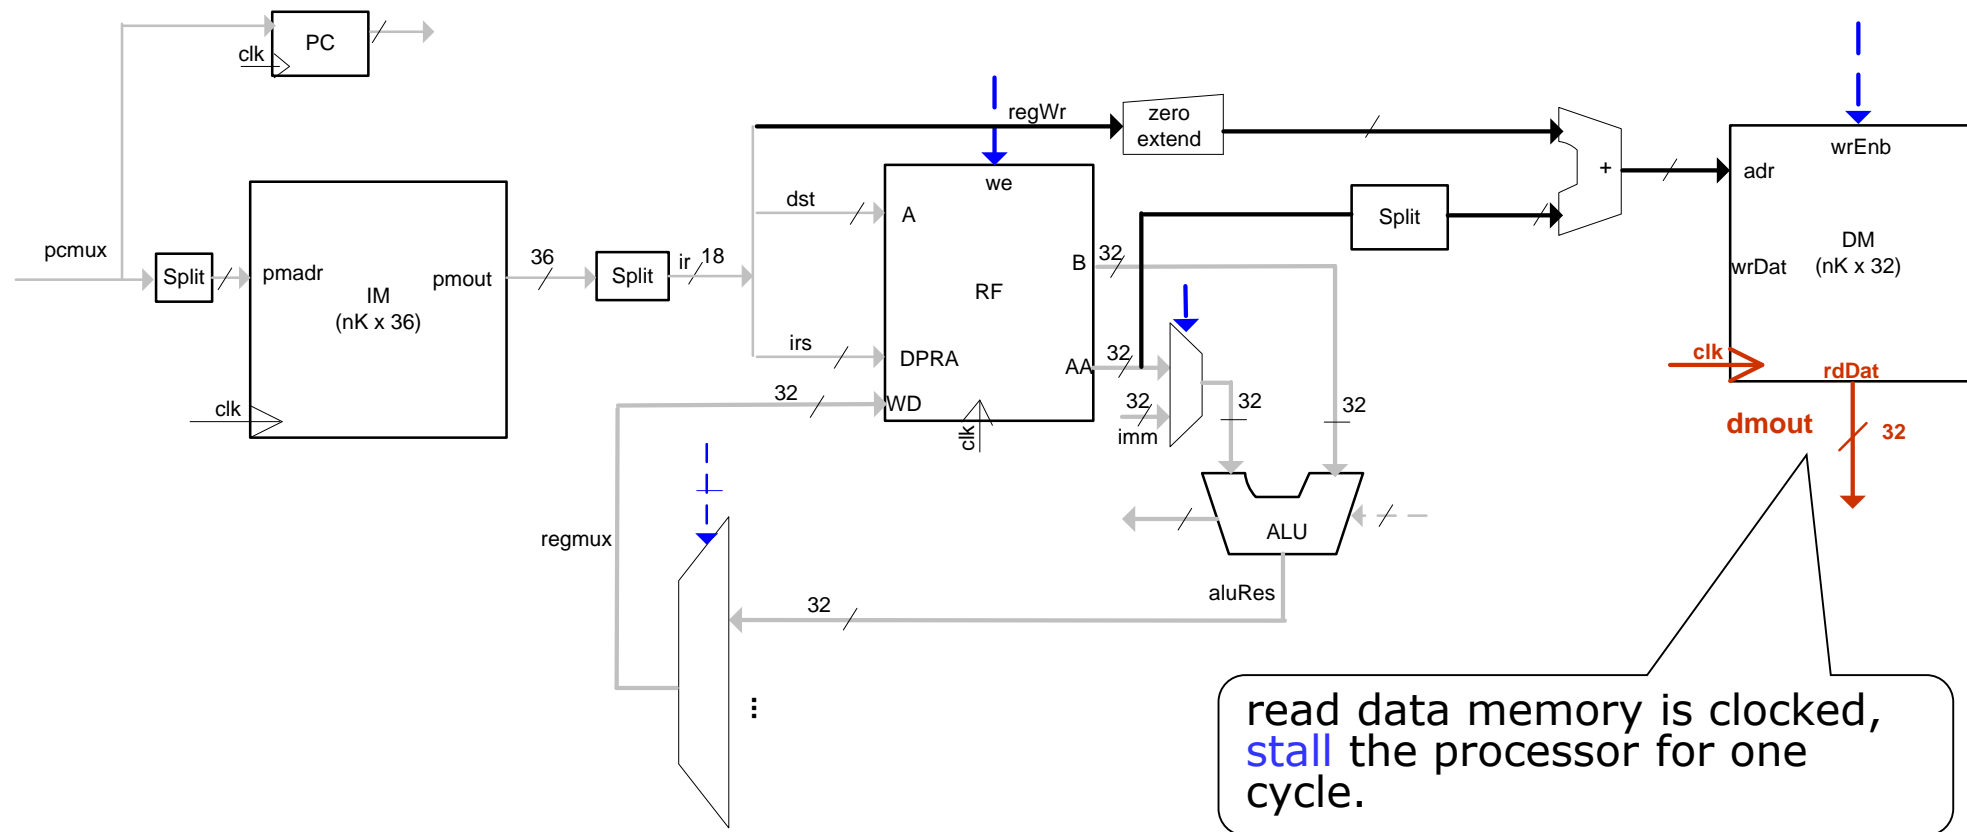 PC
clk
regWr
zero
extend
wrEnb
we
adr
+
dst
A
Split
pcmux
Split
pmadr
pmout
36
Split
ir
18
B
32
DM
(nK x 32)
wrDat
IM
(nK x 36)
RF
irs
DPRA
AA
32
clk
rdDat
32
WD
32
imm
32
32
clk
clk
dmout
32
regmux
ALU
aluRes
32
...
read data memory is clocked,
stall the processor for one
cycle.